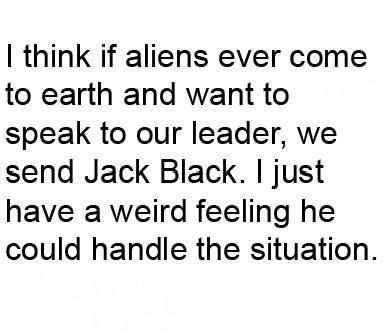 I think if aliens ever come
to earth and want to
speak to our leader, we
send Jack Black. I just
have a weird feeling he
could handle the situation.